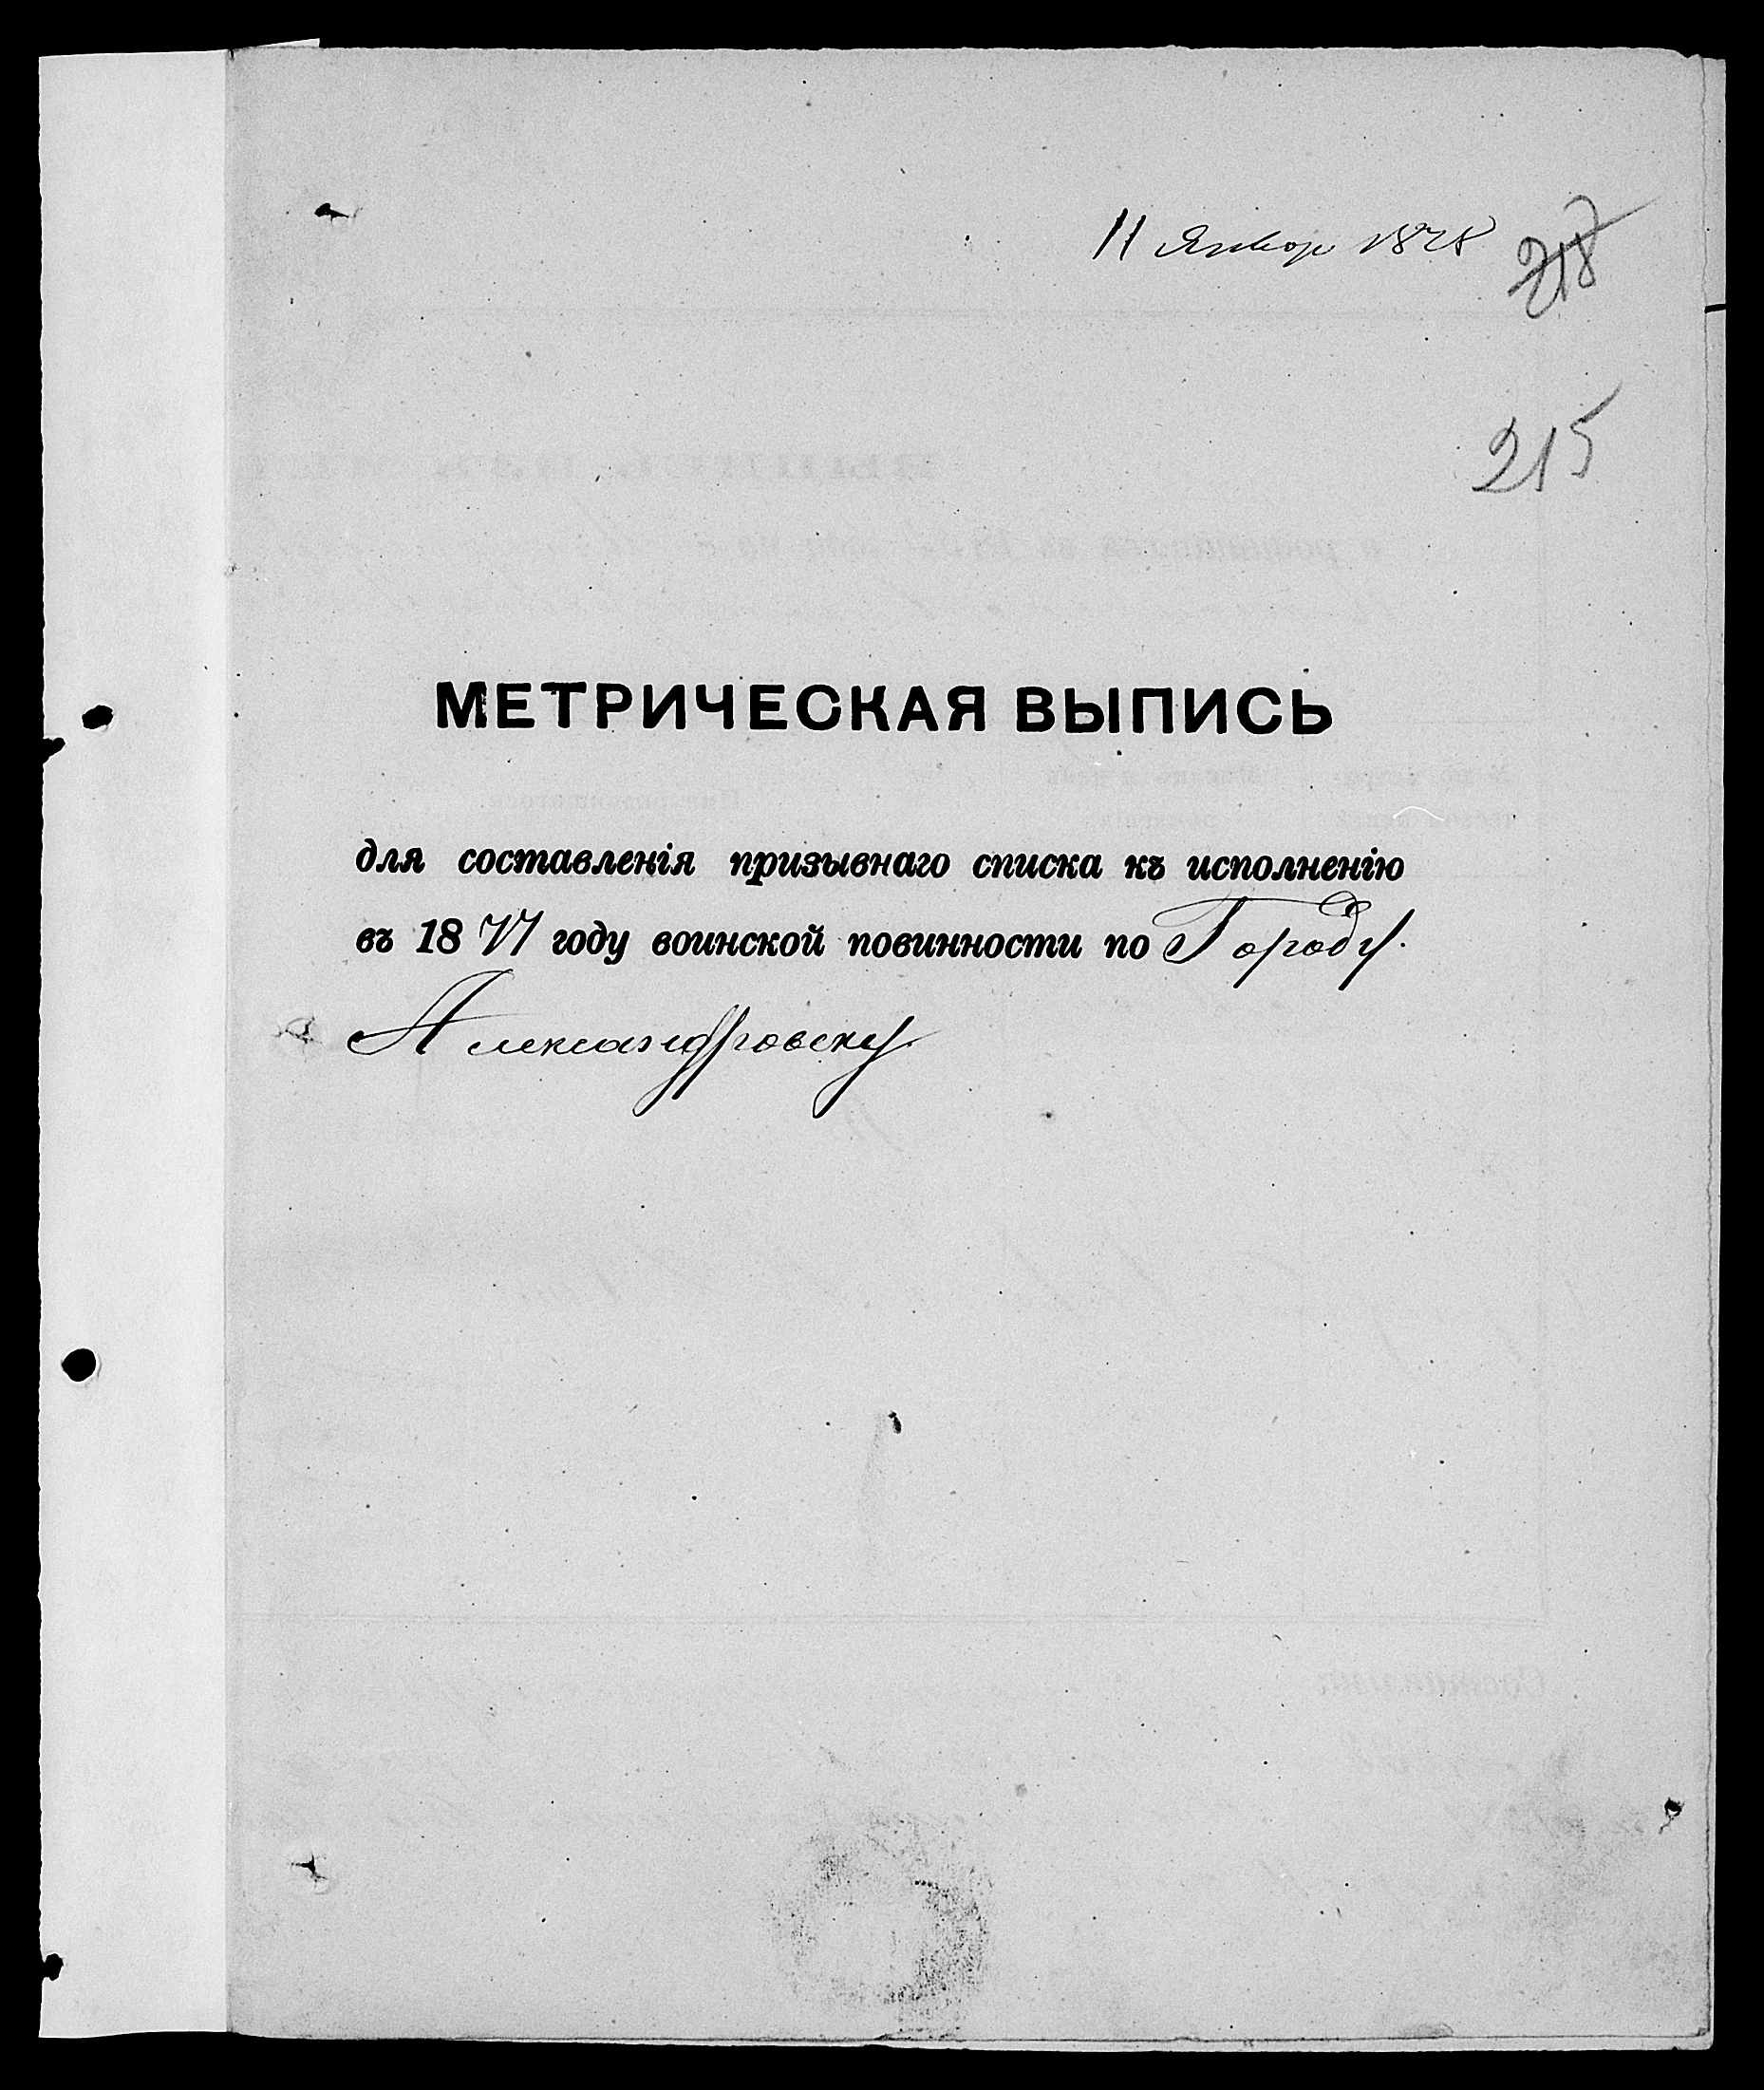 11 Январ 1878
218
215
МЕТРИЧЕСКАЯ ВЫПИСЬ
для составленія призывнаго списка къ исполненію
въ 1877 году воинской повинности по Городу
Александровску